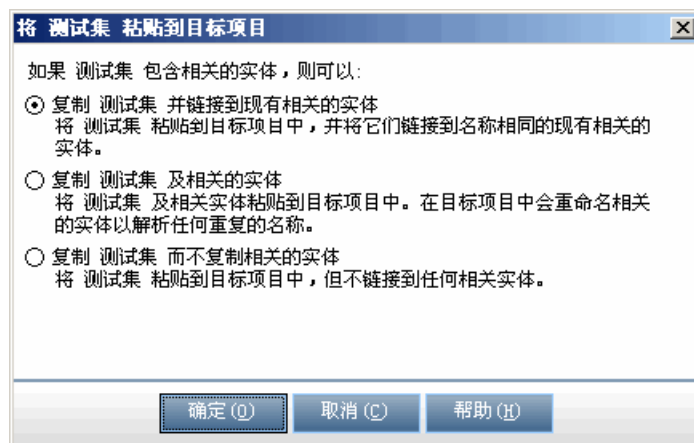 将 测试集 粘贴到目标项目
如果 测试集 包含相关的实体，则可以:
复制 测试集 并链接到现有相关的实体
将 测试集 粘贴到目标项目中，并将它们链接到名称相同的现有相关的
实体。
复制 测试集 及相关的实体
将 测试集 及相关实体粘贴到目标项目中。在目标项目中会重命名相关
的实体以解析任何重复的名称。
复制 测试集 而不复制相关的实体
将 测试集 粘贴到目标项目中，但不链接到任何相关实体。
确定(O) 取消(C) 帮助(H)